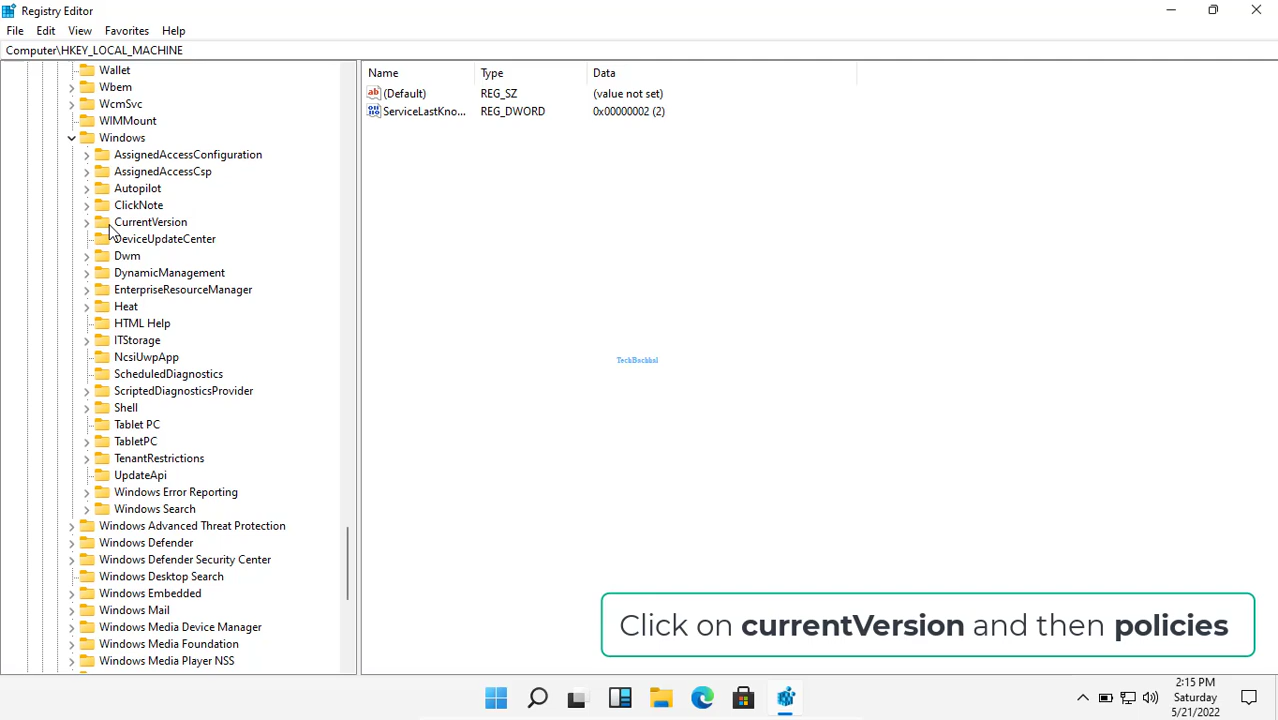 Registry Editor
File Edit View Favorites Help
Computer\HKEY_LOCAL_MACHINE
Wallet
Wbem
WcmSvc
WIMMount
Windows
AssignedAccessConfiguration
AssignedAccessCsp
Autopilot
ClickNote
CurrentVersion
DeviceUpdateCenter
Dwm
DynamicManagement
EnterpriseResourceManager
Heat
HTML Help
ITStorage
NcsiUwpApp
ScheduledDiagnostics
ScriptedDiagnosticsProvider
Shell
Tablet PC
TabletPC
TenantRestrictions
UpdateApi
Windows Error Reporting
Windows Search
Windows Advanced Threat Protection
Windows Defender
Windows Defender Security Center
Windows Desktop Search
Windows Embedded
Windows Mail
Windows Media Device Manager
Windows Media Foundation
Windows Media Player NSS
Name Type Data
ab (Default) REG_SZ (value not set)
ServiceLastKno... REG_DWORD 0x00000002 (2)
Click on currentVersion and then policies
2:15 PM
Saturday
5/21/2022